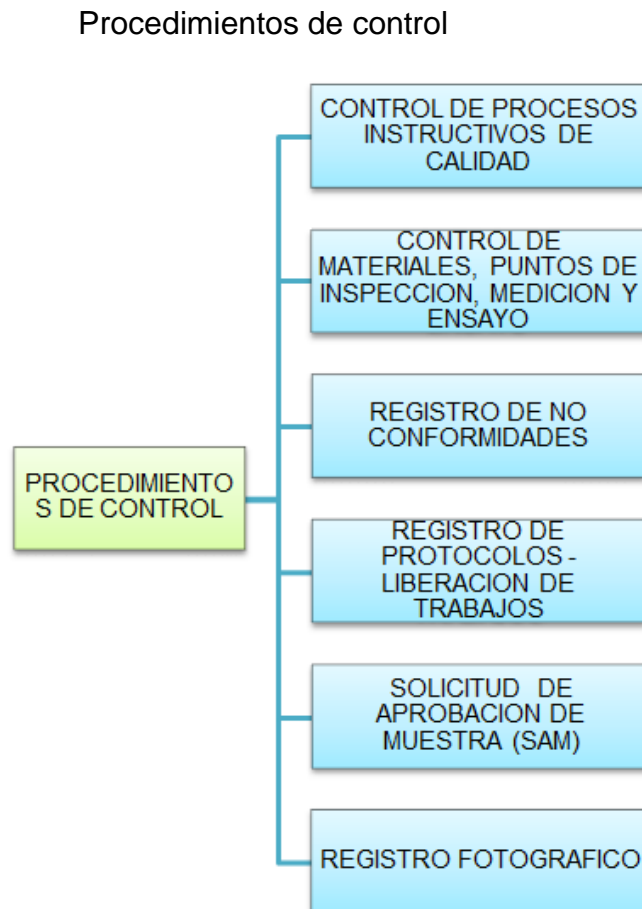 Procedimientos de control
CONTROL DE PROCESOS
INSTRUCTIVOS DE
CALIDAD
CONTROL DE
MATERIALES, PUNTOS DE
INSPECCION, MEDICION Y
ENSAYO
REGISTRO DE NO
CONFORMIDADES
PROCEDIMIENTO
S DE CONTROL
REGISTRO DE
PROTOCOLOS -
LIBERACION DE
TRABAJOS
SOLICITUD DE
APROBACION DE
MUESTRA (SAM)
REGISTRO FOTOGRAFICO